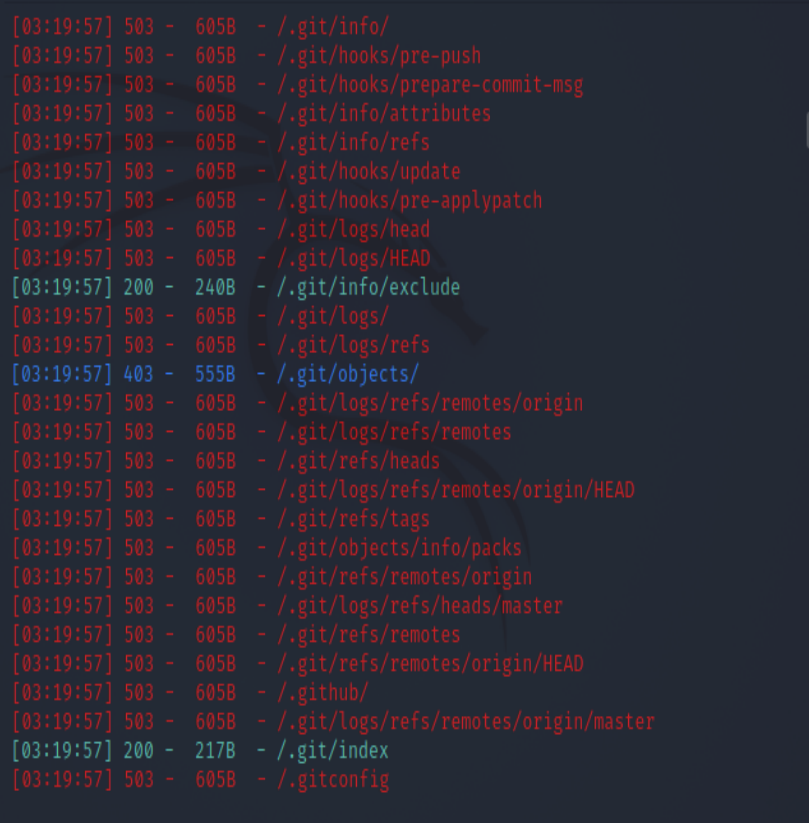 [03:19:57] 503 -  605B  - /.git/info/
[03:19:57] 503 -  605B  - /.git/hooks/pre-push
[03:19:57] 503 -  605B  - /.git/hooks/prepare-commit-msg
[03:19:57] 503 -  605B  - /.git/info/attributes
[03:19:57] 503 -  605B  - /.git/info/refs
[03:19:57] 503 -  605B  - /.git/hooks/update
[03:19:57] 503 -  605B  - /.git/hooks/pre-applypatch
[03:19:57] 503 -  605B  - /.git/logs/head
[03:19:57] 503 -  605B  - /.git/logs/HEAD
[03:19:57] 200 -  240B  - /.git/info/exclude
[03:19:57] 503 -  605B  - /.git/logs/
[03:19:57] 503 -  605B  - /.git/logs/refs
[03:19:57] 403 -  555B  - /.git/objects/
[03:19:57] 503 -  605B  - /.git/logs/refs/remotes/origin
[03:19:57] 503 -  605B  - /.git/logs/refs/remotes
[03:19:57] 503 -  605B  - /.git/refs/heads
[03:19:57] 503 -  605B  - /.git/logs/refs/remotes/origin/HEAD
[03:19:57] 503 -  605B  - /.git/refs/tags
[03:19:57] 503 -  605B  - /.git/objects/info/packs
[03:19:57] 503 -  605B  - /.git/refs/remotes/origin
[03:19:57] 503 -  605B  - /.git/logs/refs/heads/master
[03:19:57] 503 -  605B  - /.git/refs/remotes
[03:19:57] 503 -  605B  - /.git/refs/remotes/origin/HEAD
[03:19:57] 503 -  605B  - /.github/
[03:19:57] 503 -  605B  - /.git/logs/refs/remotes/origin/master
[03:19:57] 200 -  217B  - /.git/index
[03:19:57] 503 -  605B  - /.gitconfig